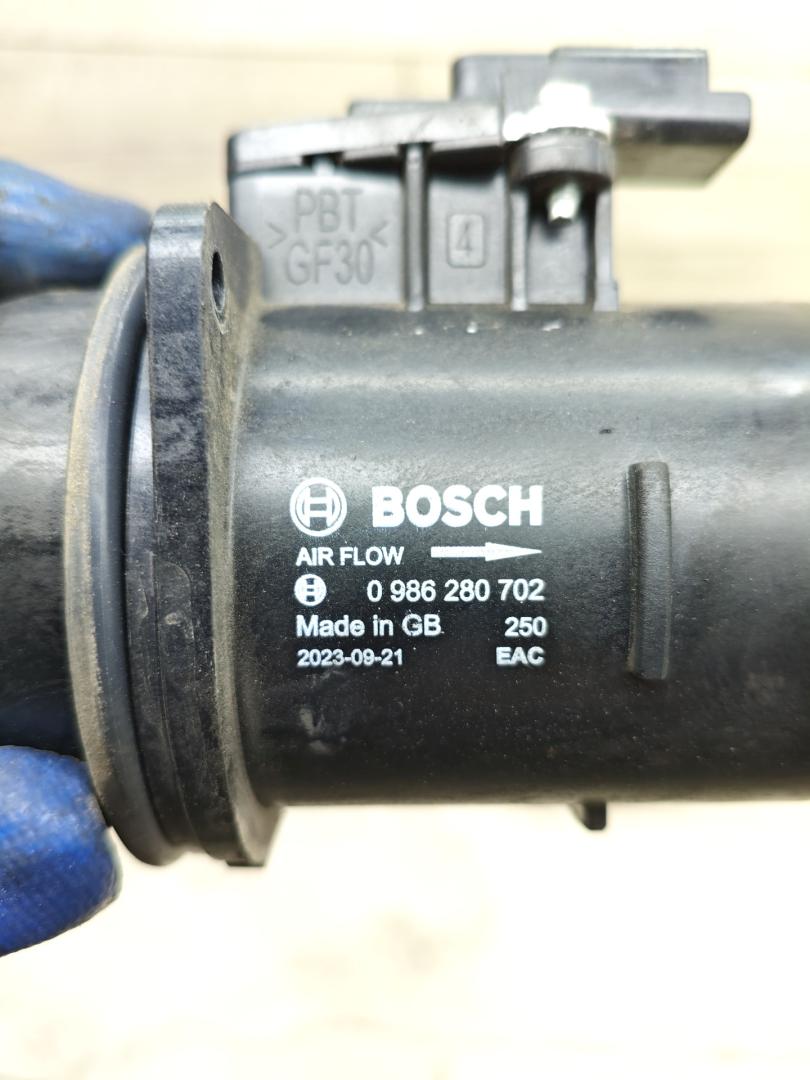 >PBT<
GF30
4
BOSCH
AIR FLOW
0 986 280 702
Made in GB 250
2023-09-21 EAC